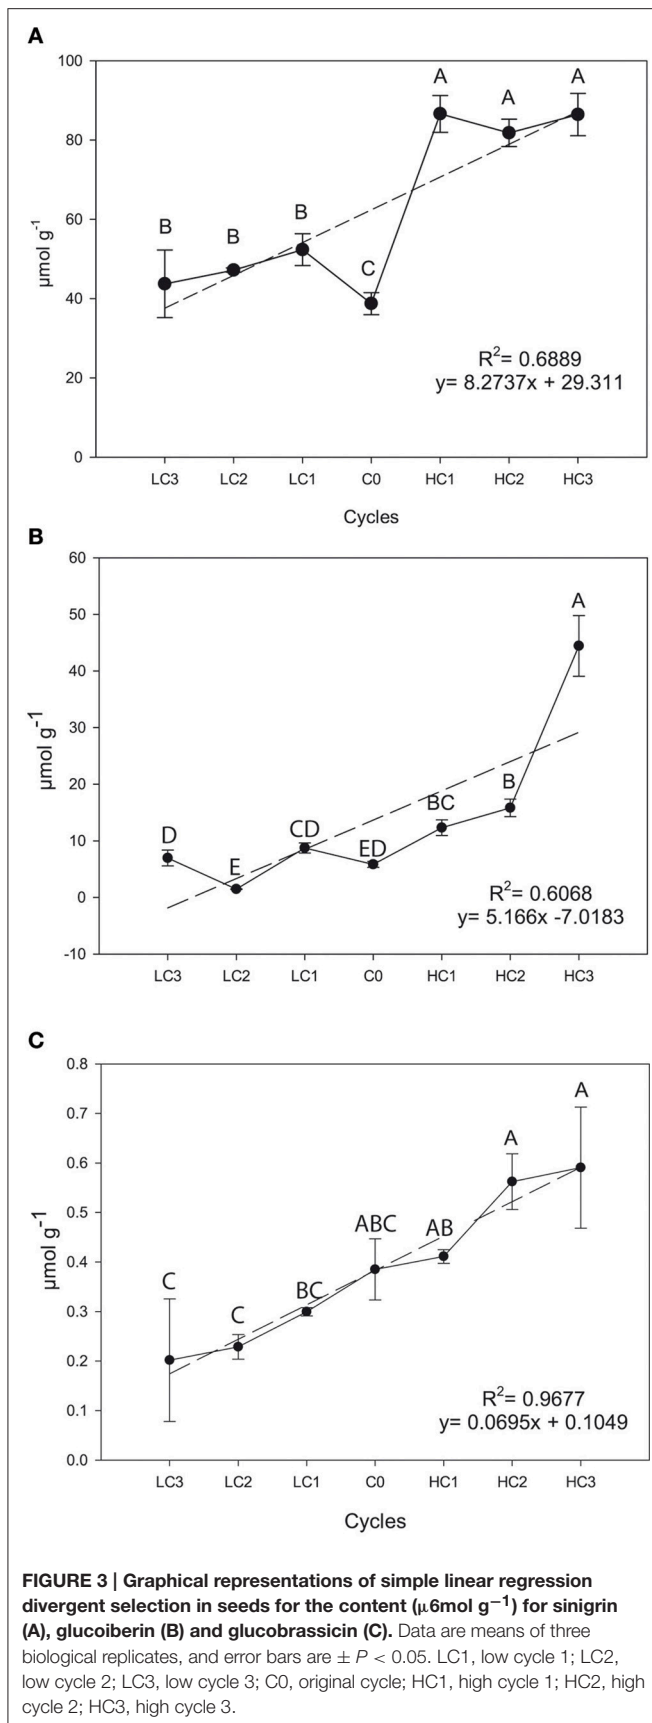 A
100
80
60
40
20
0
µmol g⁻¹
B
B
B
C
A
A
A
R²= 0.6889
y= 8.2737x + 29.311
LC3 LC2 LC1 C0 HC1 HC2 HC3
Cycles
B
60
50
40
30
20
10
0
-10
µmol g⁻¹
D
E
CD
ED
BC
B
A
R²= 0.6068
y= 5.166x -7.0183
LC3 LC2 LC1 C0 HC1 HC2 HC3
C
0.8
0.7
0.6
0.5
0.4
0.3
0.2
0.1
0.0
µmol g⁻¹
C
C
BC
ABC
AB
A
A
R²= 0.9677
y= 0.0695x + 0.1049
LC3 LC2 LC1 C0 HC1 HC2 HC3
Cycles
FIGURE 3 | Graphical representations of simple linear regression
divergent selection in seeds for the content (µ6mol g⁻¹) for sinigrin
(A), glucoiberin (B) and glucobrassicin (C). Data are means of three
biological replicates, and error bars are ± P < 0.05. LC1, low cycle 1; LC2,
low cycle 2; LC3, low cycle 3; C0, original cycle; HC1, high cycle 1; HC2, high
cycle 2; HC3, high cycle 3.